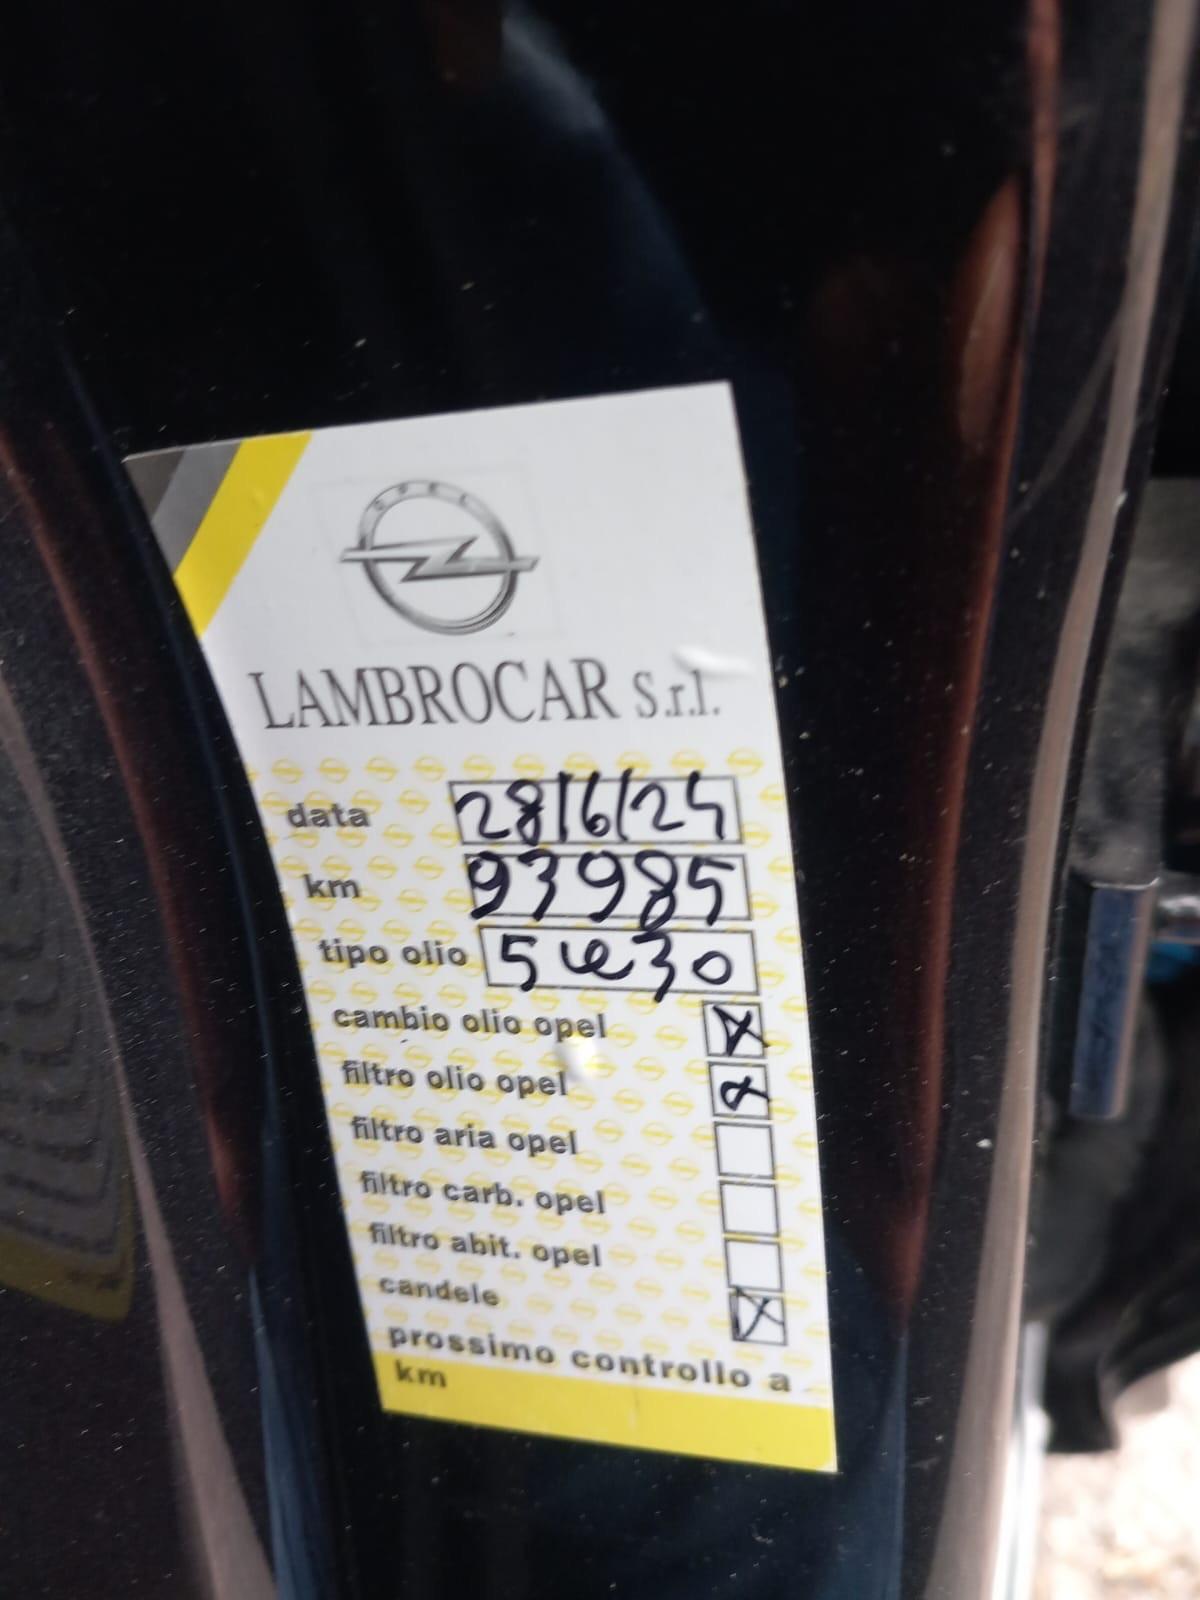 OPEL
LAMBROCAR S.r.l.
data 28/6/24
km 93985
tipo olio 5w30
cambio olio opel X
filtro olio opel X
filtro aria opel
filtro carb. opel
filtro abit. opel
candele X
prossimo controllo a
km